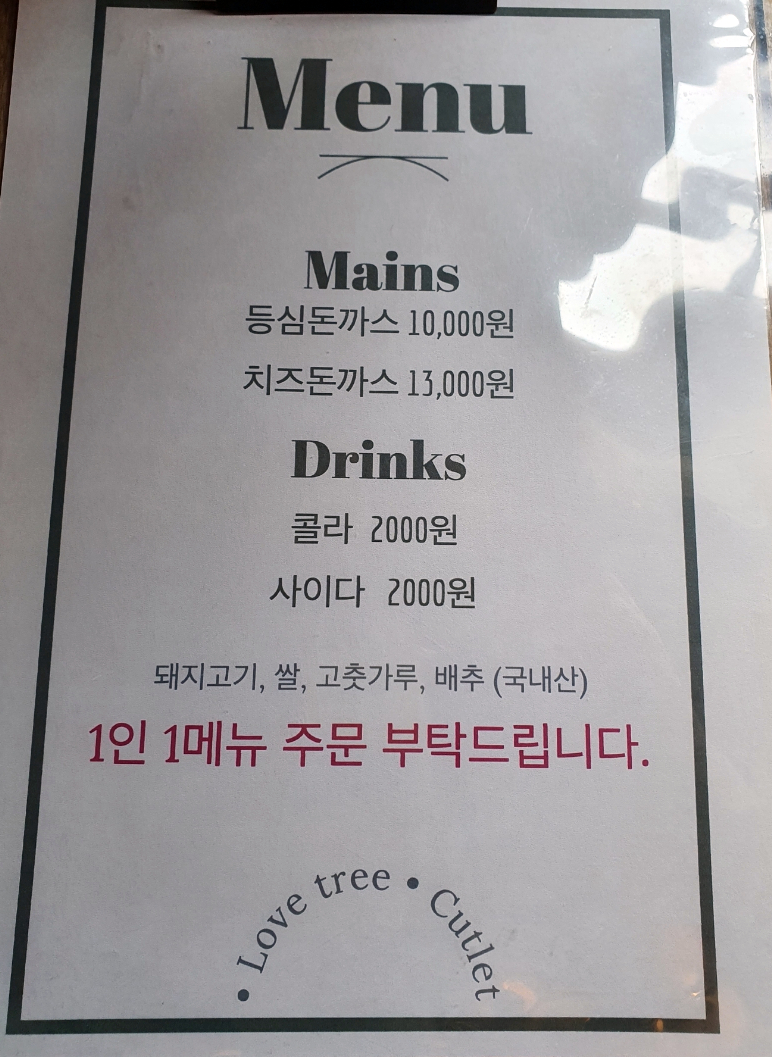 Menu
Mains
등심돈까스 10,000원
치즈돈까스 13,000원
Drinks
콜라 2000원
사이다 2000원
돼지고기, 쌀, 고춧가루, 배추 (국내산)
1인 1메뉴 주문 부탁드립니다.
• Love tree • Cutlet